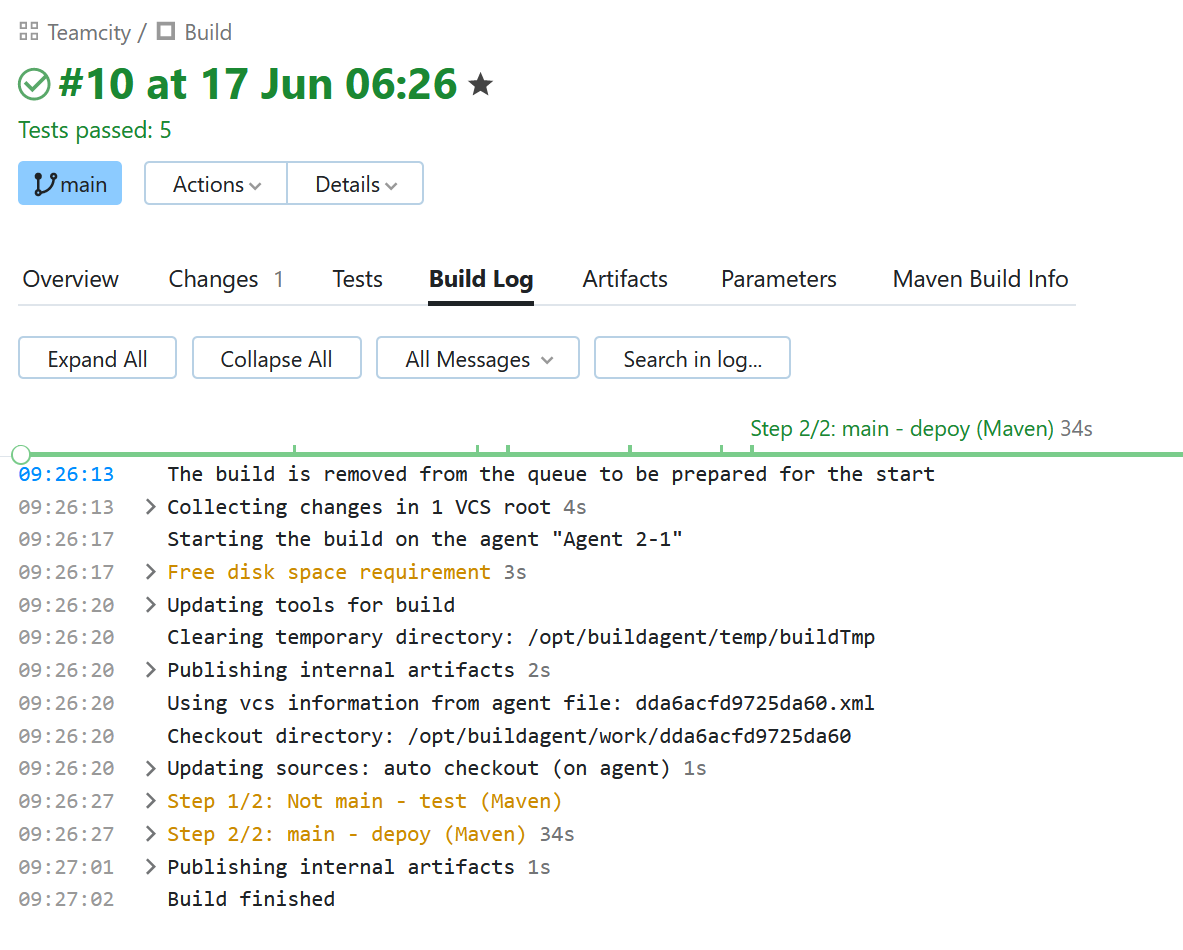 Teamcity / Build
#10 at 17 Jun 06:26
Tests passed: 5
main Actions Details
Overview Changes 1 Tests Build Log Artifacts Parameters Maven Build Info
Expand All Collapse All All Messages Search in log...
Step 2/2: main - depoy (Maven) 34s
09:26:13 The build is removed from the queue to be prepared for the start
09:26:13 Collecting changes in 1 VCS root 4s
09:26:17 Starting the build on the agent "Agent 2-1"
09:26:17 Free disk space requirement 3s
09:26:20 Updating tools for build
09:26:20 Clearing temporary directory: /opt/buildagent/temp/buildTmp
09:26:20 Publishing internal artifacts 2s
09:26:20 Using vcs information from agent file: dda6acfd9725da60.xml
09:26:20 Checkout directory: /opt/buildagent/work/dda6acfd9725da60
09:26:20 Updating sources: auto checkout (on agent) 1s
09:26:27 Step 1/2: Not main - test (Maven)
09:26:27 Step 2/2: main - depoy (Maven) 34s
09:27:01 Publishing internal artifacts 1s
09:27:02 Build finished